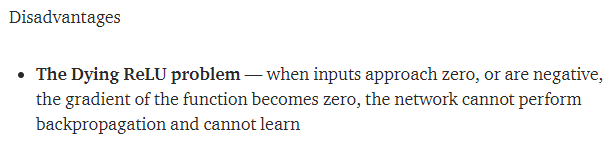 Disadvantages
• The Dying ReLU problem — when inputs approach zero, or are negative,
the gradient of the function becomes zero, the network cannot perform
backpropagation and cannot learn